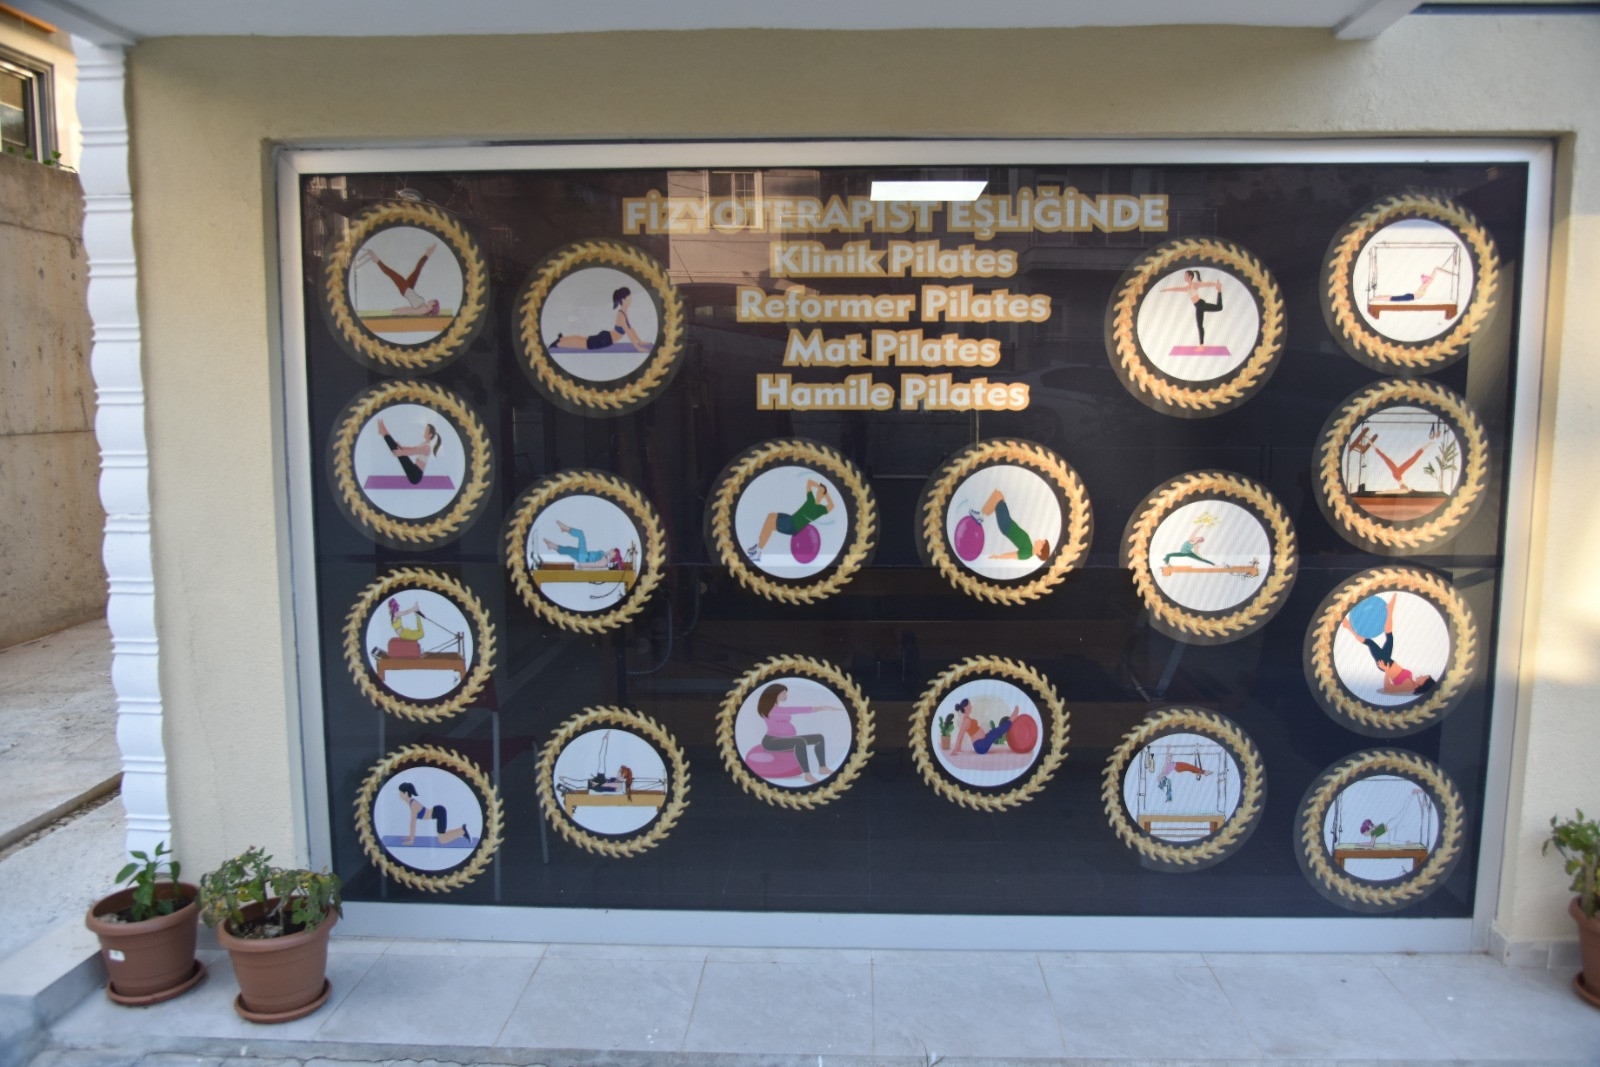 FİZYOTERAPİST EŞLİĞİNDE
Klinik Pilates
Reformer Pilates
Mat Pilates
Hamile Pilates